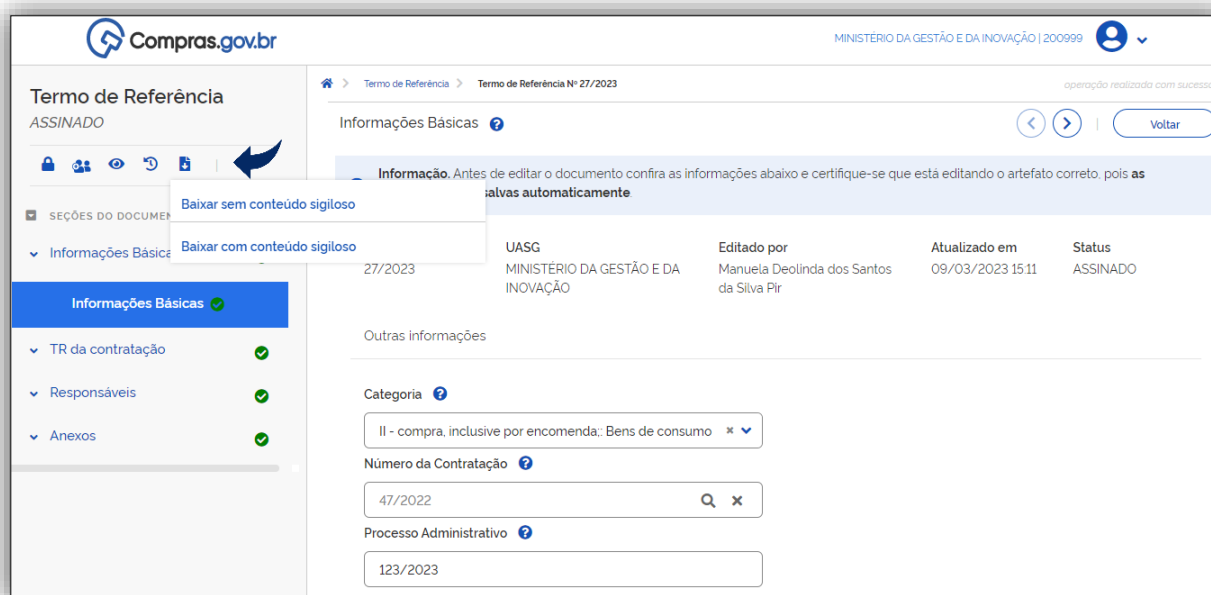 Compras.gov.br
MINISTÉRIO DA GESTÃO E DA INOVAÇÃO | 200999
Termo de Referência
ASSINADO
Termo de Referência
Termo de Referência Nº 27/2023
operação realizada com sucesso
Informações Básicas
Voltar
Informação. Antes de editar o documento confira as informações abaixo e certifique-se que está editando o artefato correto, pois as
salvas automaticamente.
Baixar sem conteúdo sigiloso
Baixar com conteúdo sigiloso
SEÇÕES DO DOCUMEN
Informações Básica
Informações Básicas
TR da contratação
Responsáveis
Anexos
27/2023
UASG
MINISTÉRIO DA GESTÃO E DA
INOVAÇÃO
Editado por
Manuela Deolinda dos Santos
da Silva Pir
Atualizado em
09/03/2023 15:11
Status
ASSINADO
Outras informações
Categoria
II - compra, inclusive por encomenda;: Bens de consumo
Número da Contratação
47/2022
Processo Administrativo
123/2023